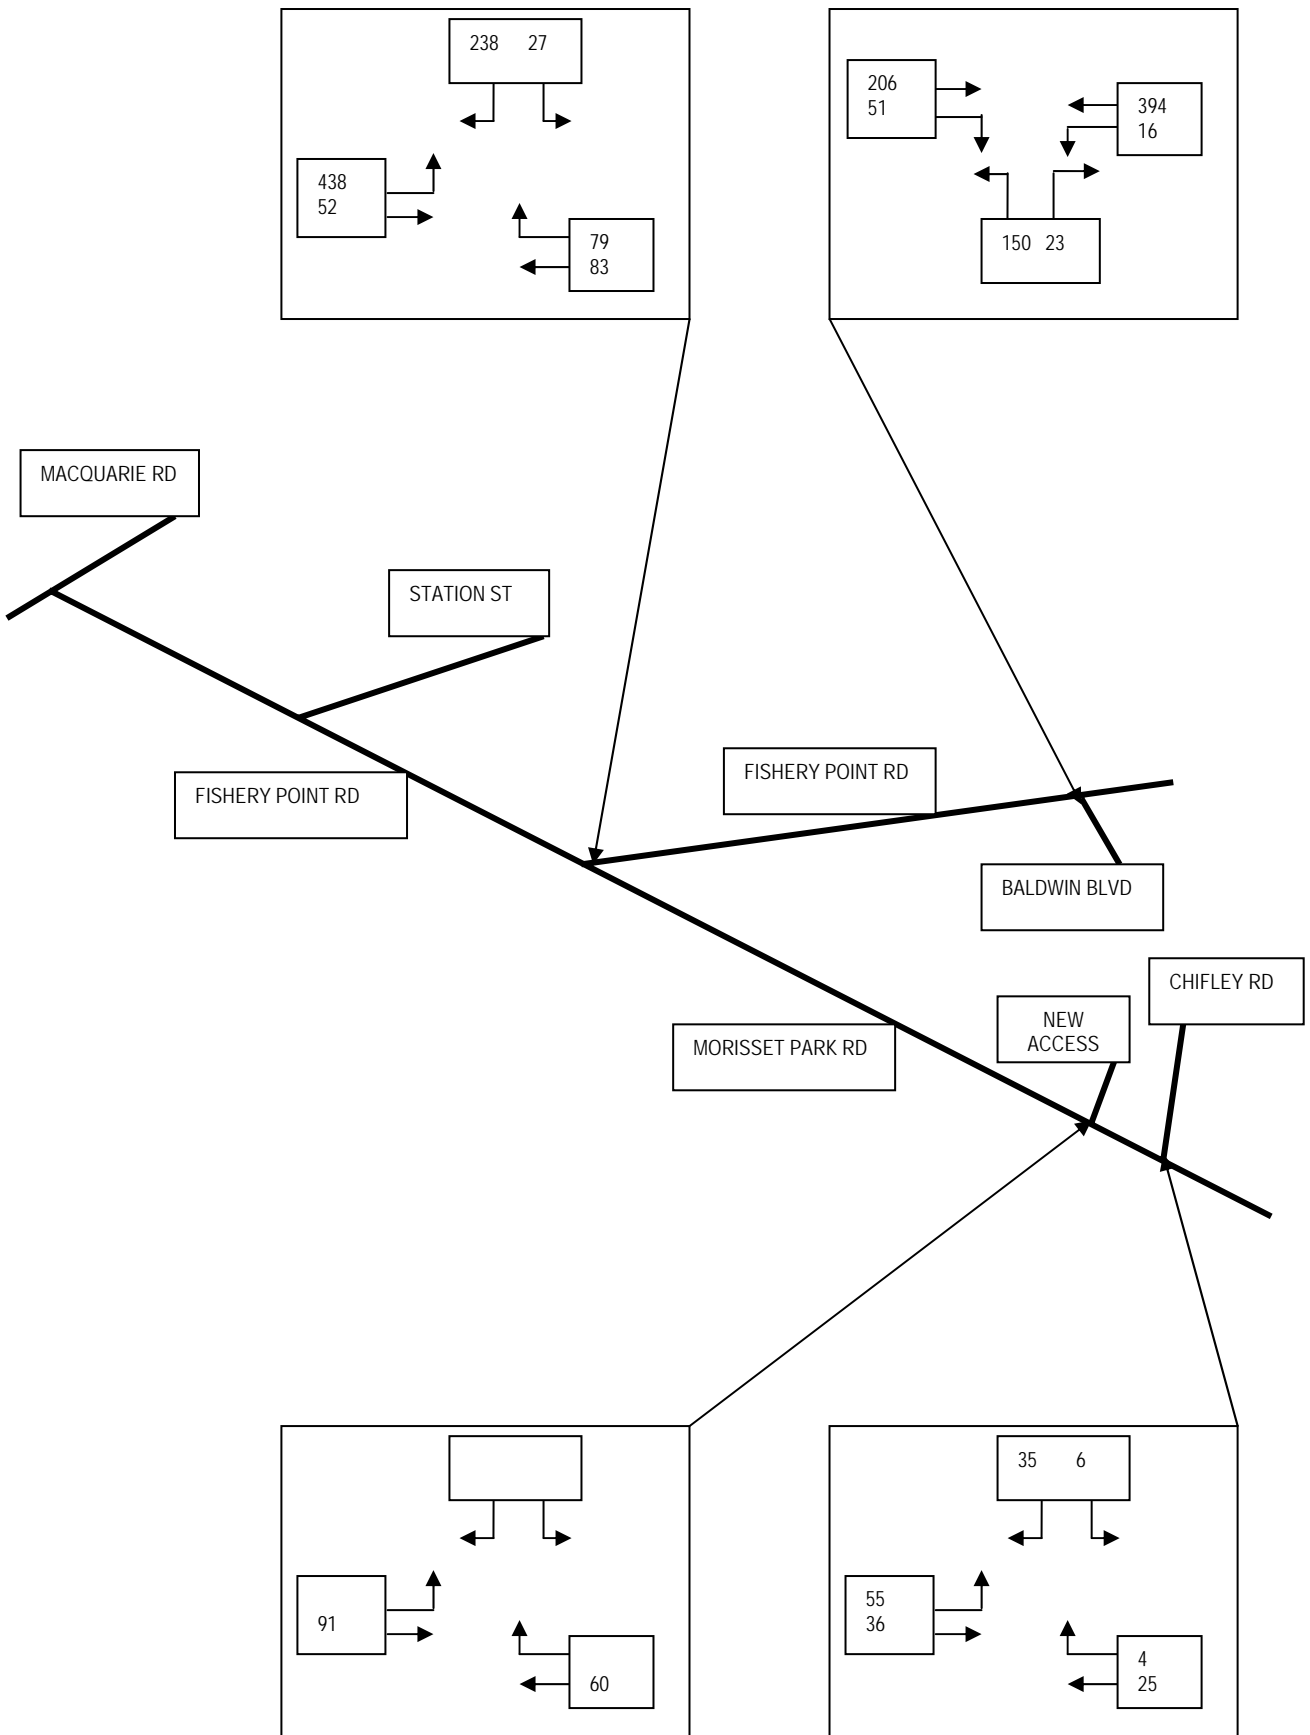 238 27
206
51
394
16
438
52
79
83
150 23
MACQUARIE RD
STATION ST
FISHERY POINT RD
FISHERY POINT RD
BALDWIN BLVD
CHIFLEY RD
NEW
ACCESS
MORISSET PARK RD
91
60
35 6
55
36
4
25